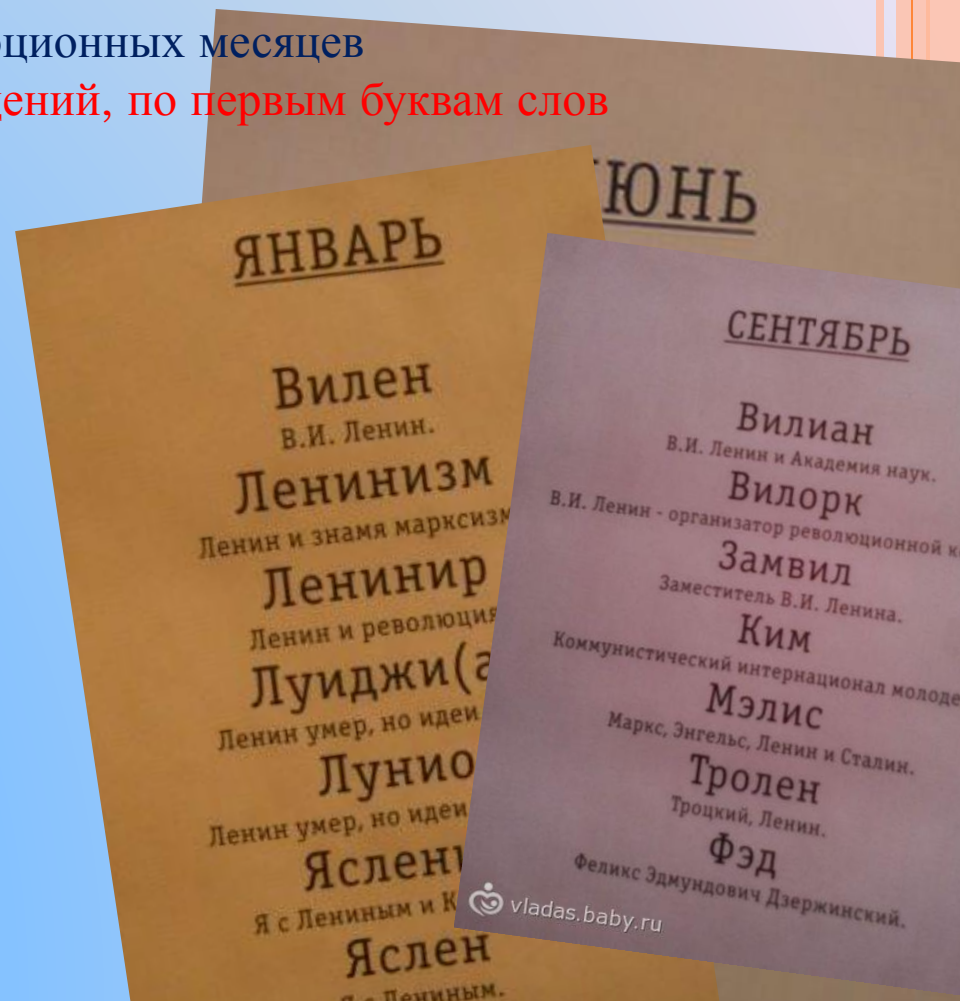 ционных месяцев
ений, по первым буквам слов
ЮНЬ
ЯНВАРЬ
Вилен
В.И. Ленин.
Ленинизм
Ленин и знамя марксизм
Ленинир
Ленин и революция
Луиджи(а
Ленин умер, но идеи
Лунио
Ленин умер, но идеи
Яслени
Я с Лениным и К
Яслен
Я с Лениным.
СЕНТЯБРЬ
Вилиан
В.И. Ленин и Академия наук.
Вилорк
В.И. Ленин - организатор революционной к
Замвил
Заместитель В.И. Ленина.
Ким
Коммунистический интернационал молоде
Мэлис
Маркс, Энгельс, Ленин и Сталин.
Тролен
Троцкий, Ленин.
Фэд
Феликс Эдмундович Дзержинский.
vladas.baby.ru